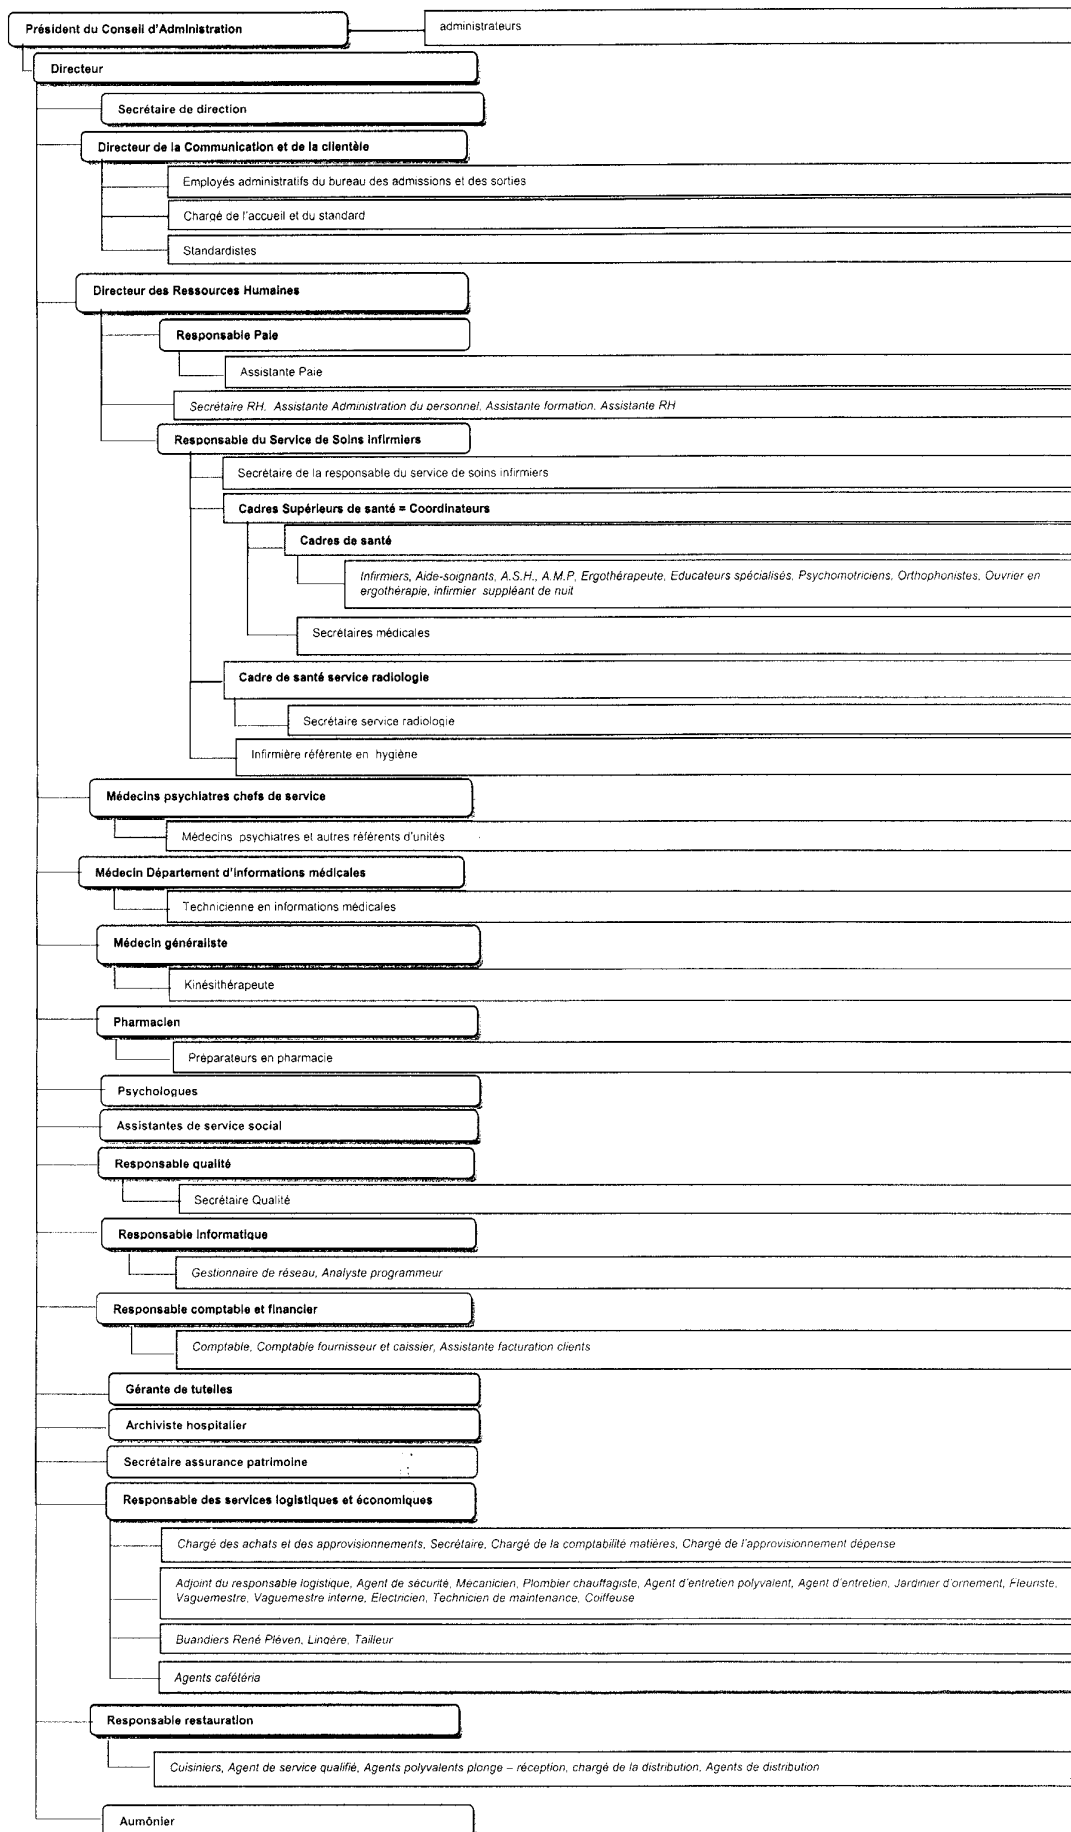 Président du Conseil d'Administration
administrateurs
Directeur
Secrétaire de direction
Directeur de la Communication et de la clientèle
Employés administratifs du bureau des admissions et des sorties
Chargé de l'accueil et du standard
Standardistes
Directeur des Ressources Humaines
Responsable Paie
Assistante Paie
Secrétaire RH, Assistante Administration du personnel, Assistante formation, Assistante RH
Responsable du Service de Soins Infirmiers
Secrétaire de la responsable du service de soins infirmiers
Cadres Supérieurs de santé = Coordinateurs
Cadres de santé
Infirmiers, Aide-soignants, A.S.H., A.M.P, Ergothérapeute, Educateurs spécialisés, Psychomotriciens, Orthophonistes, Ouvrier en
ergothérapie, infirmier suppléant de nuit
Secrétaires médicales
Cadre de santé service radiologie
Secrétaire service radiologie
Infirmière référente en hygiène
Médecins psychiatres chefs de service
Médecins psychiatres et autres référents d'unités
Médecin Département d'informations médicales
Technicienne en informations médicales
Médecin généraliste
Kinésithérapeute
Pharmacien
Préparateurs en pharmacie
Psychologues
Assistantes de service social
Responsable qualité
Secrétaire Qualité
Responsable Informatique
Gestionnaire de réseau, Analyste programmeur
Responsable comptable et financier
Comptable, Comptable fournisseur et caissier, Assistante facturation clients
Gérante de tutelles
Archiviste hospitalier
Secrétaire assurance patrimoine
Responsable des services logistiques et économiques
Chargé des achats et des approvisionnements, Secrétaire, Chargé de la comptabilité matières, Chargé de l'approvisionnement dépense
Adjoint du responsable logistique, Agent de sécurité, Mécanicien, Plombier chauffagiste, Agent d'entretien polyvalent, Agent d'entretien, Jardinier d'ornement, Fleuriste,
Vaguemestre, Vaguemestre interne, Electricien, Technicien de maintenance, Coiffeuse
Buandiers René Pléven, Lingère, Tailleur
Agents cafétéria
Responsable restauration
Cuisiniers, Agent de service qualifié, Agents polyvalents plonge – réception, chargé de la distribution, Agents de distribution
Aumônier